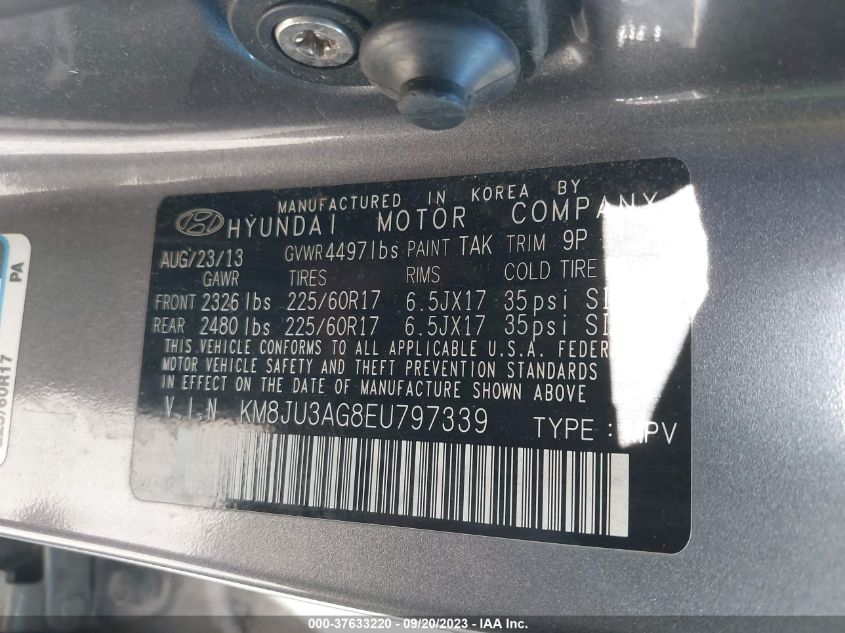 MANUFACTURED IN KOREA BY
HYUNDAI MOTOR COMPANY
AUG/23/13 GVWR 4497lbs PAINT TAK TRIM 9P
GAWR TIRES RIMS COLD TIRE
FRONT 2326 lbs 225/60R17 6.5JX17 35psi
REAR 2480 lbs 225/60R17 6.5JX17 35psi
THIS VEHICLE CONFORMS TO ALL APPLICABLE U.S.A.
MOTOR VEHICLE SAFETY AND THEFT PREVENTION STANDARDS
IN EFFECT ON THE DATE OF MANUFACTURE SHOWN ABOVE
V.I.N KM8JU3AG8EU797339 TYPE :
PA
000-37633220 - 09/20/2023 - IAA Inc.